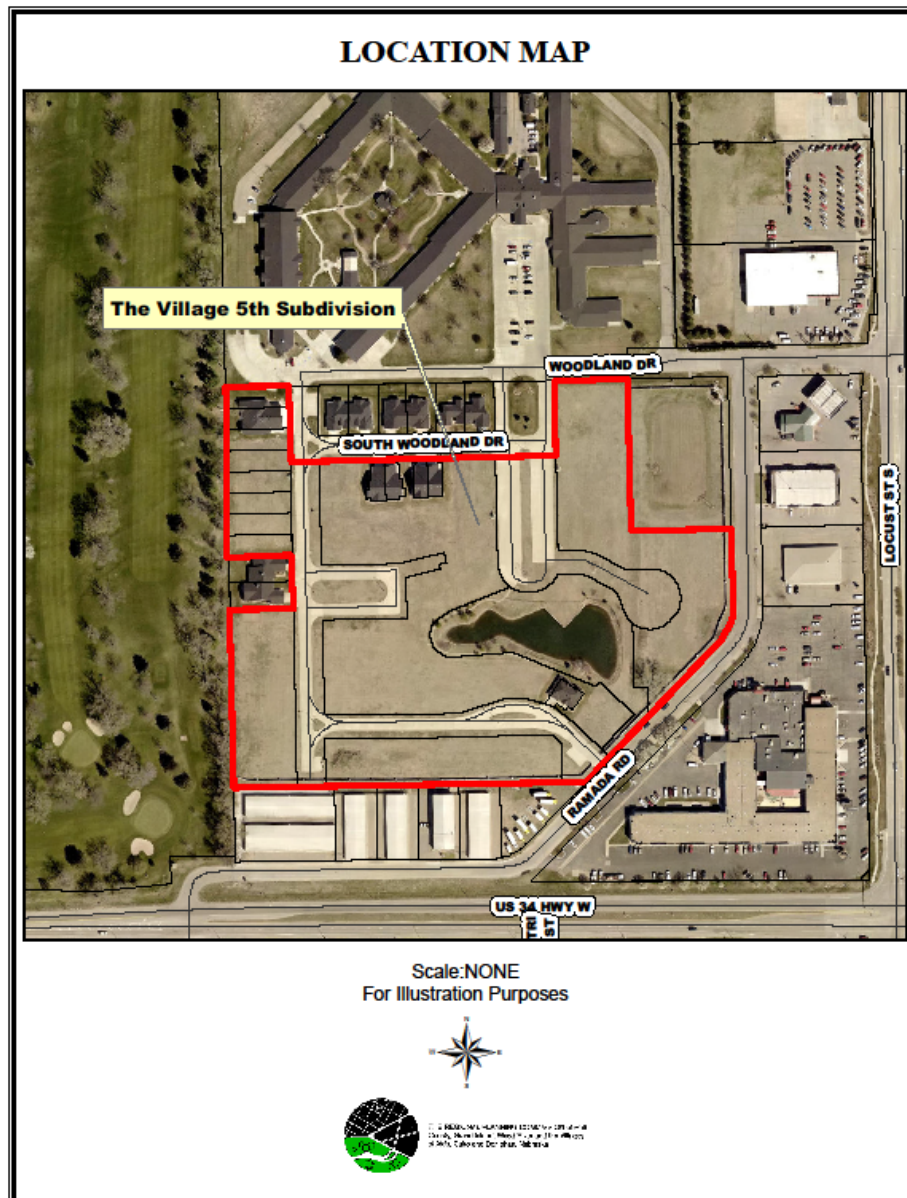 LOCATION MAP
The Village 5th Subdivision
WOODLAND DR
SOUTH WOODLAND DR
LOCUST ST S
RAMADA RD
US 34 HWY W
TRI
ST
Scale:NONE
For Illustration Purposes
N
W
E
S